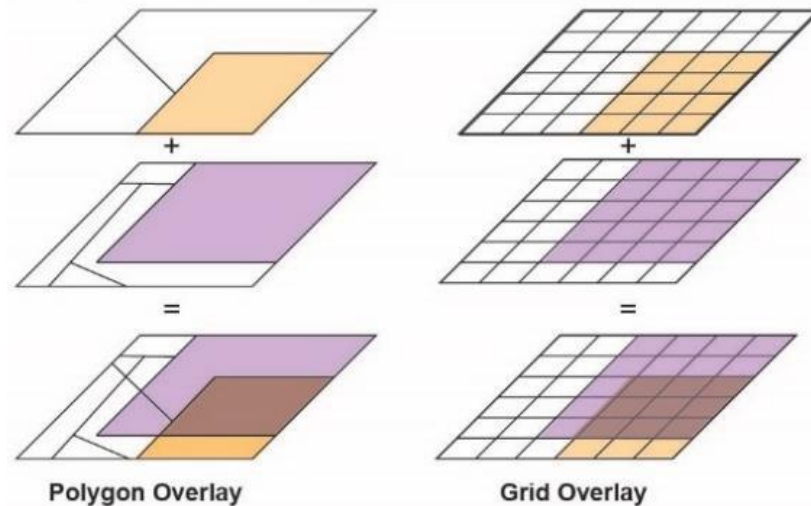 + +
= =
Polygon Overlay Grid Overlay